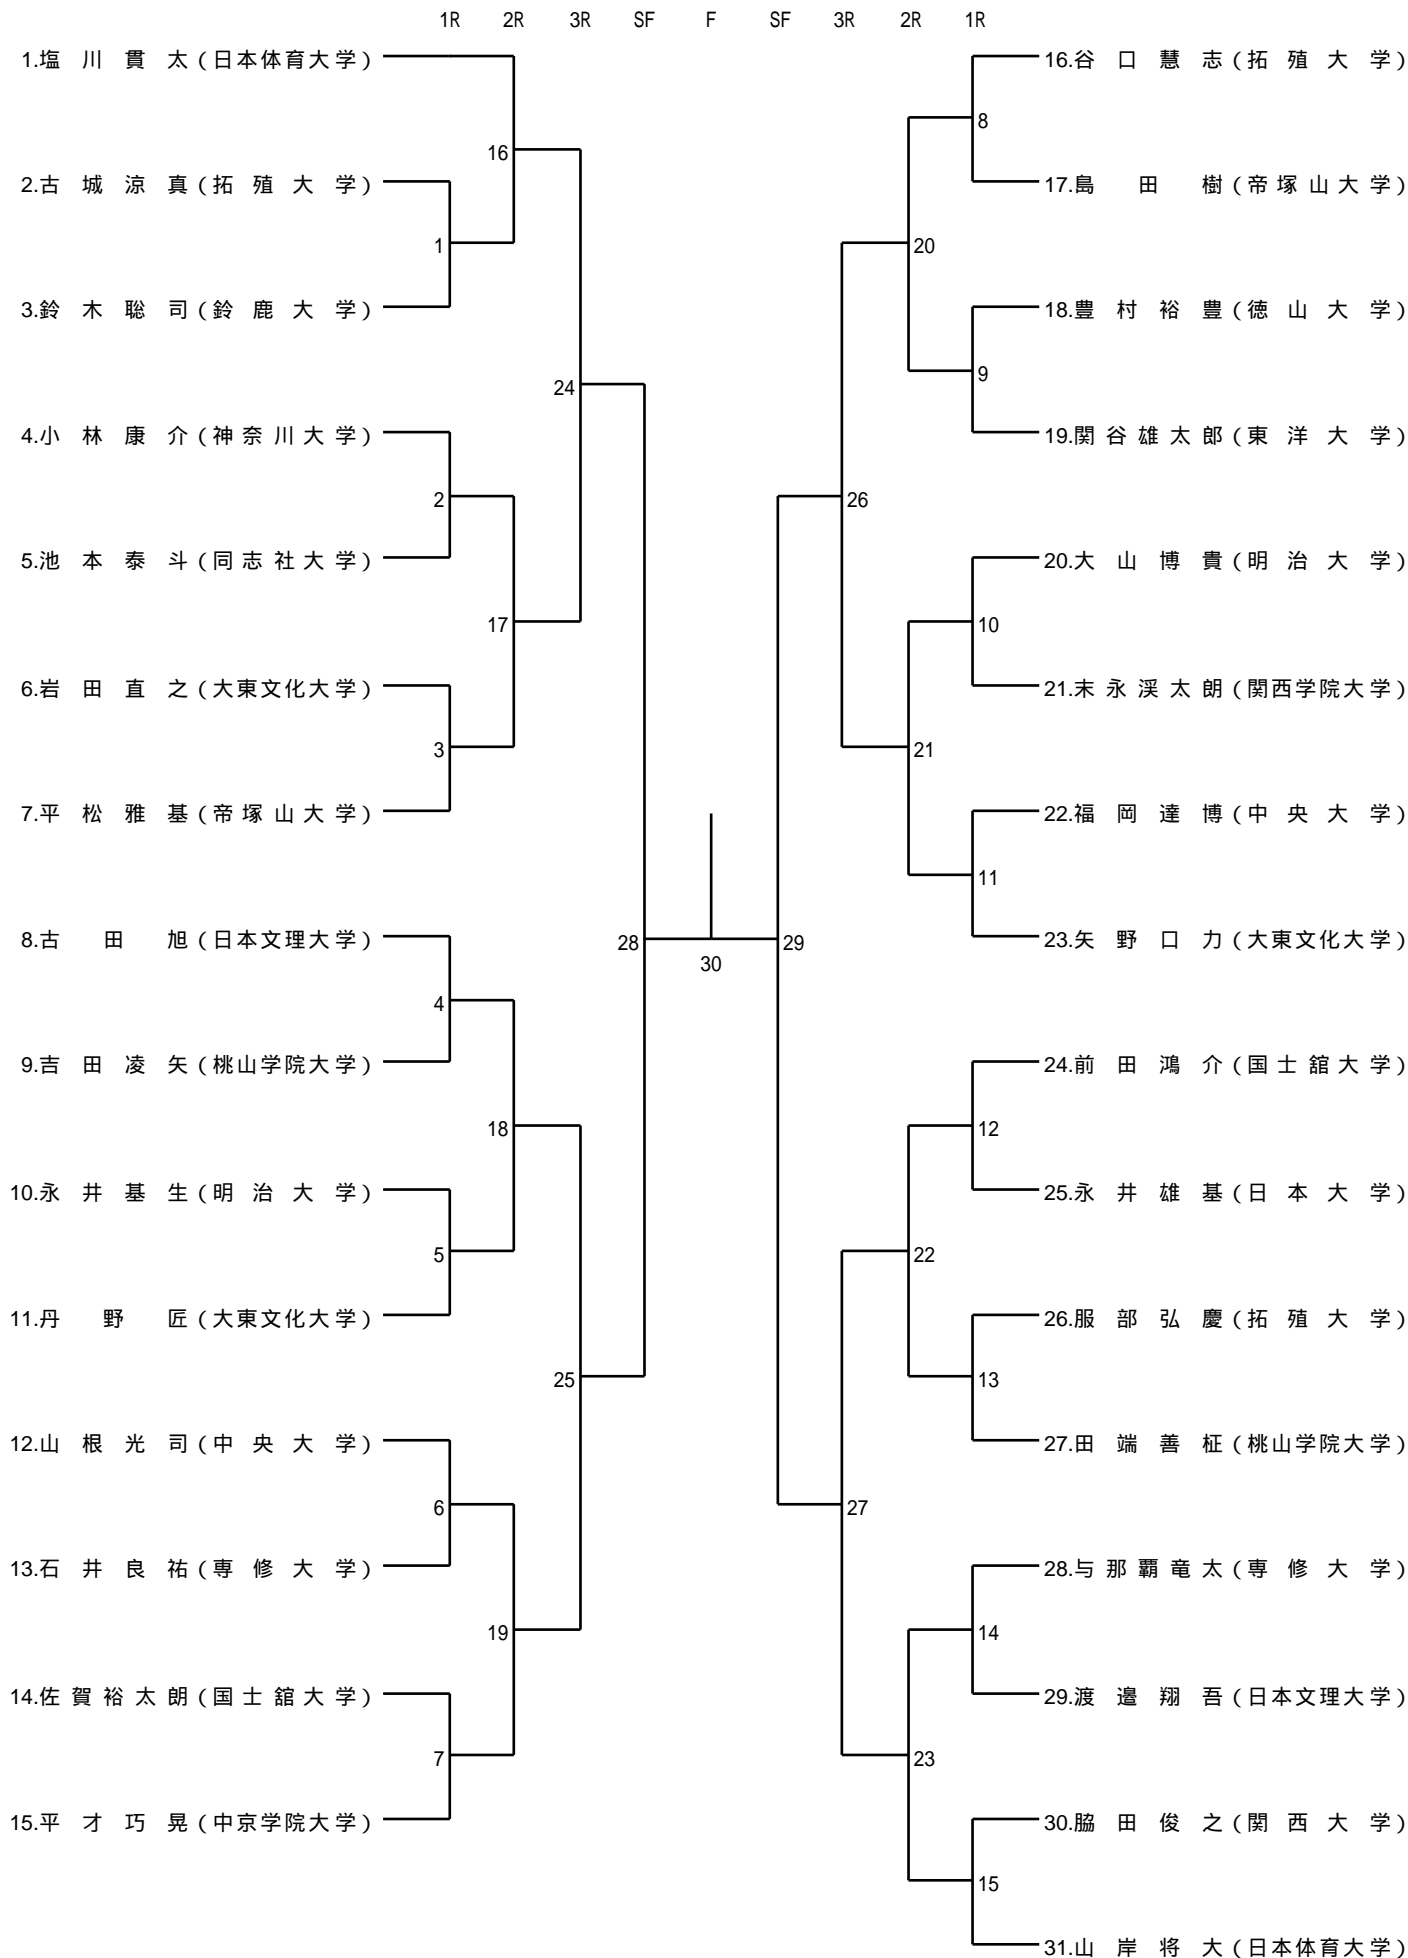 1R 2R 3R SF F SF 3R 2R 1R
1.塩川貫太(日本体育大学)
2.古城涼真(拓殖大学)
3.鈴木聡司(鈴鹿大学)
4.小林康介(神奈川大学)
5.池本泰斗(同志社大学)
6.岩田直之(大東文化大学)
7.平松雅基(帝塚山大学)
8.古田旭(日本文理大学)
9.吉田凌矢(桃山学院大学)
10.永井基生(明治大学)
11.丹野匠(大東文化大学)
12.山根光司(中央大学)
13.石井良祐(専修大学)
14.佐賀裕太朗(国士舘大学)
15.平才巧晃(中京学院大学)
1
2
3
4
5
6
7
16
17
18
19
24
25
28
30
29
26
27
20
21
22
23
8
9
10
11
12
13
14
15
16.谷口慧志(拓殖大学)
17.島田樹(帝塚山大学)
18.豊村裕豊(徳山大学)
19.関谷雄太郎(東洋大学)
20.大山博貴(明治大学)
21.末永渓太朗(関西学院大学)
22.福岡達博(中央大学)
23.矢野口力(大東文化大学)
24.前田鴻介(国士舘大学)
25.永井雄基(日本大学)
26.服部弘慶(拓殖大学)
27.田端善柾(桃山学院大学)
28.与那覇竜太(専修大学)
29.渡邉翔吾(日本文理大学)
30.脇田俊之(関西大学)
31.山岸将大(日本体育大学)